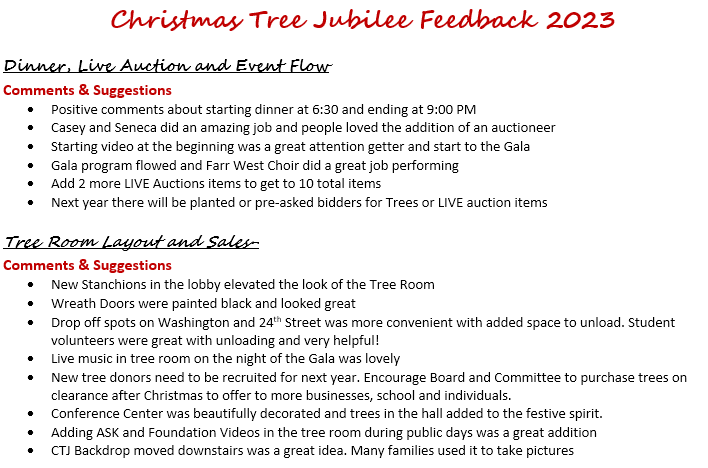 Christmas Tree Jubilee Feedback 2023
Dinner, Live Auction and Event Flow
Comments & Suggestions
• Positive comments about starting dinner at 6:30 and ending at 9:00 PM
• Casey and Seneca did an amazing job and people loved the addition of an auctioneer
• Starting video at the beginning was a great attention getter and start to the Gala
• Gala program flowed and Farr West Choir did a great job performing
• Add 2 more LIVE Auctions items to get to 10 total items
• Next year there will be planted or pre-asked bidders for Trees or LIVE auction items
Tree Room Layout and Sales-
Comments & Suggestions
• New Stanchions in the lobby elevated the look of the Tree Room
• Wreath Doors were painted black and looked great
• Drop off spots on Washington and 24th Street was more convenient with added space to unload. Student
volunteers were great with unloading and very helpful!
• Live music in tree room on the night of the Gala was lovely
• New tree donors need to be recruited for next year. Encourage Board and Committee to purchase trees on
clearance after Christmas to offer to more businesses, school and individuals.
• Conference Center was beautifully decorated and trees in the hall added to the festive spirit.
• Adding ASK and Foundation Videos in the tree room during public days was a great addition
• CTJ Backdrop moved downstairs was a great idea. Many families used it to take pictures